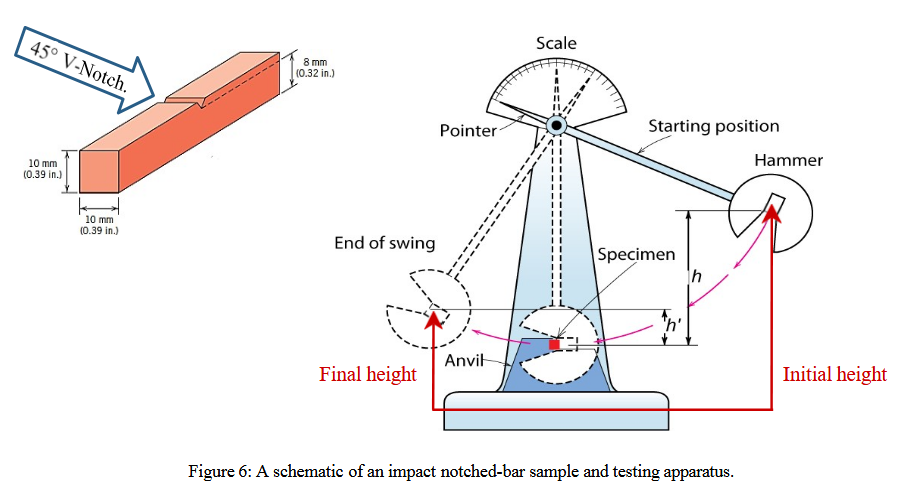 45° V-Notch.
8 mm
(0.32 in.)
10 mm
(0.39 in.)
10 mm
(0.39 in.)
Scale
Pointer
Starting position
Hammer
End of swing
Specimen
h
h'
Anvil
Final height
Initial height
Figure 6: A schematic of an impact notched-bar sample and testing apparatus.